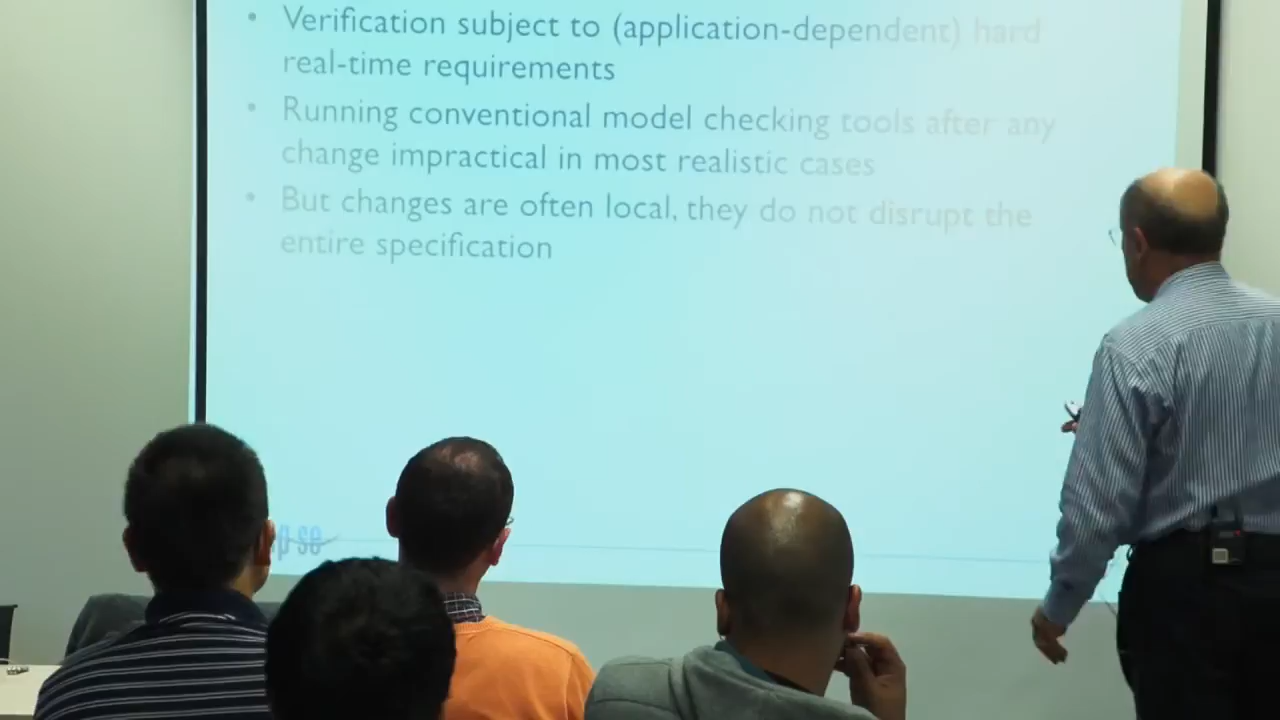 • Verification subject to (application-dependent) hard
real-time requirements
• Running conventional model checking tools after any
change impractical in most realistic cases
• But changes are often local, they do not disrupt the
entire specification
se